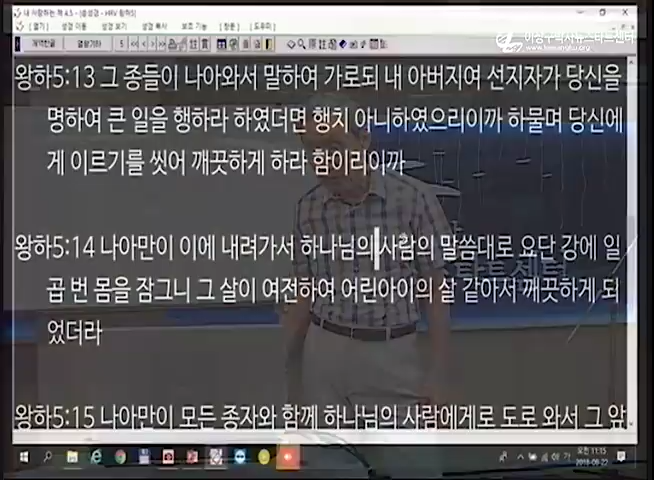 왕하5:13 그 종들이 나아와서 말하여 가로되 내 아버지여 선지자가 당신을
명하여 큰 일을 행하라 하였더면 행치 아니하였으리이까 하물며 당신에
게 이르기를 씻어 깨끗하게 하라 함이리이까
왕하5:14 나아만이 이에 내려가서 하나님의 사람의 말씀대로 요단 강에 일
곱 번 몸을 잠그니 그 살이 여전하여 어린아이의 살 같아서 깨끗하게 되
었더라
왕하5:15 나아만이 모든 종자와 함께 하나님의 사람에게로 도로 와서 그 앞
오전 11:15